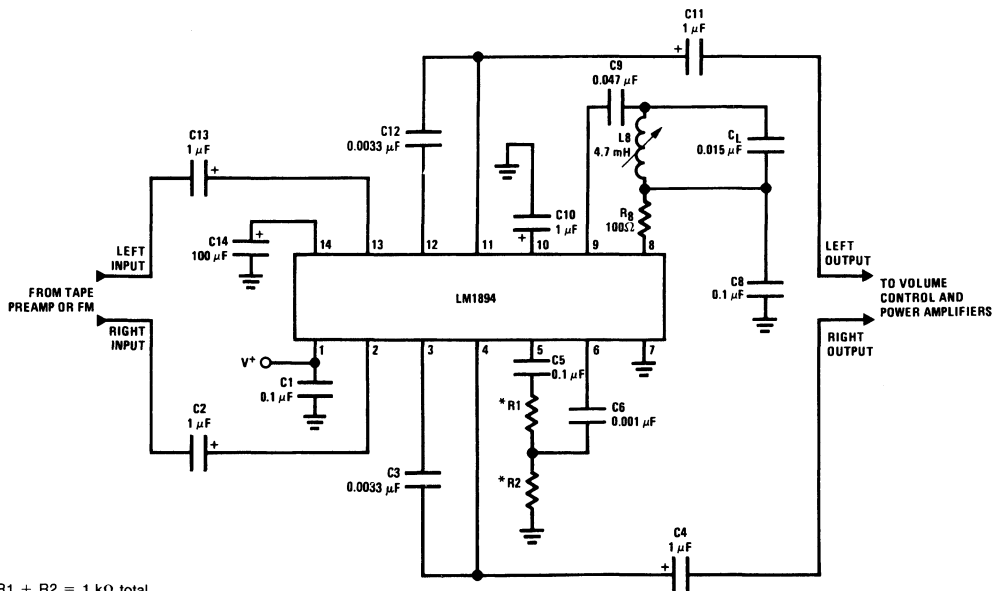 C11
1 μF
+
C9
0.047 μF
C12
0.0033 μF
L8
4.7 mH
CL
0.015 μF
C13
1 μF
+
C10
1 μF
+
R8
100Ω
C14
100 μF
+
14
13
12
11
10
9
8
LEFT
INPUT
LEFT
OUTPUT
FROM TAPE
PREAMP OR FM
LM1894
C8
0.1 μF
TO VOLUME
CONTROL AND
POWER AMPLIFIERS
RIGHT
INPUT
RIGHT
OUTPUT
1
2
3
4
5
6
7
V+
C1
0.1 μF
C5
0.1 μF
*R1
C6
0.001 μF
C2
1 μF
+
C3
0.0033 μF
*R2
C4
1 μF
+
R1 + R2 = 1 kΩ total